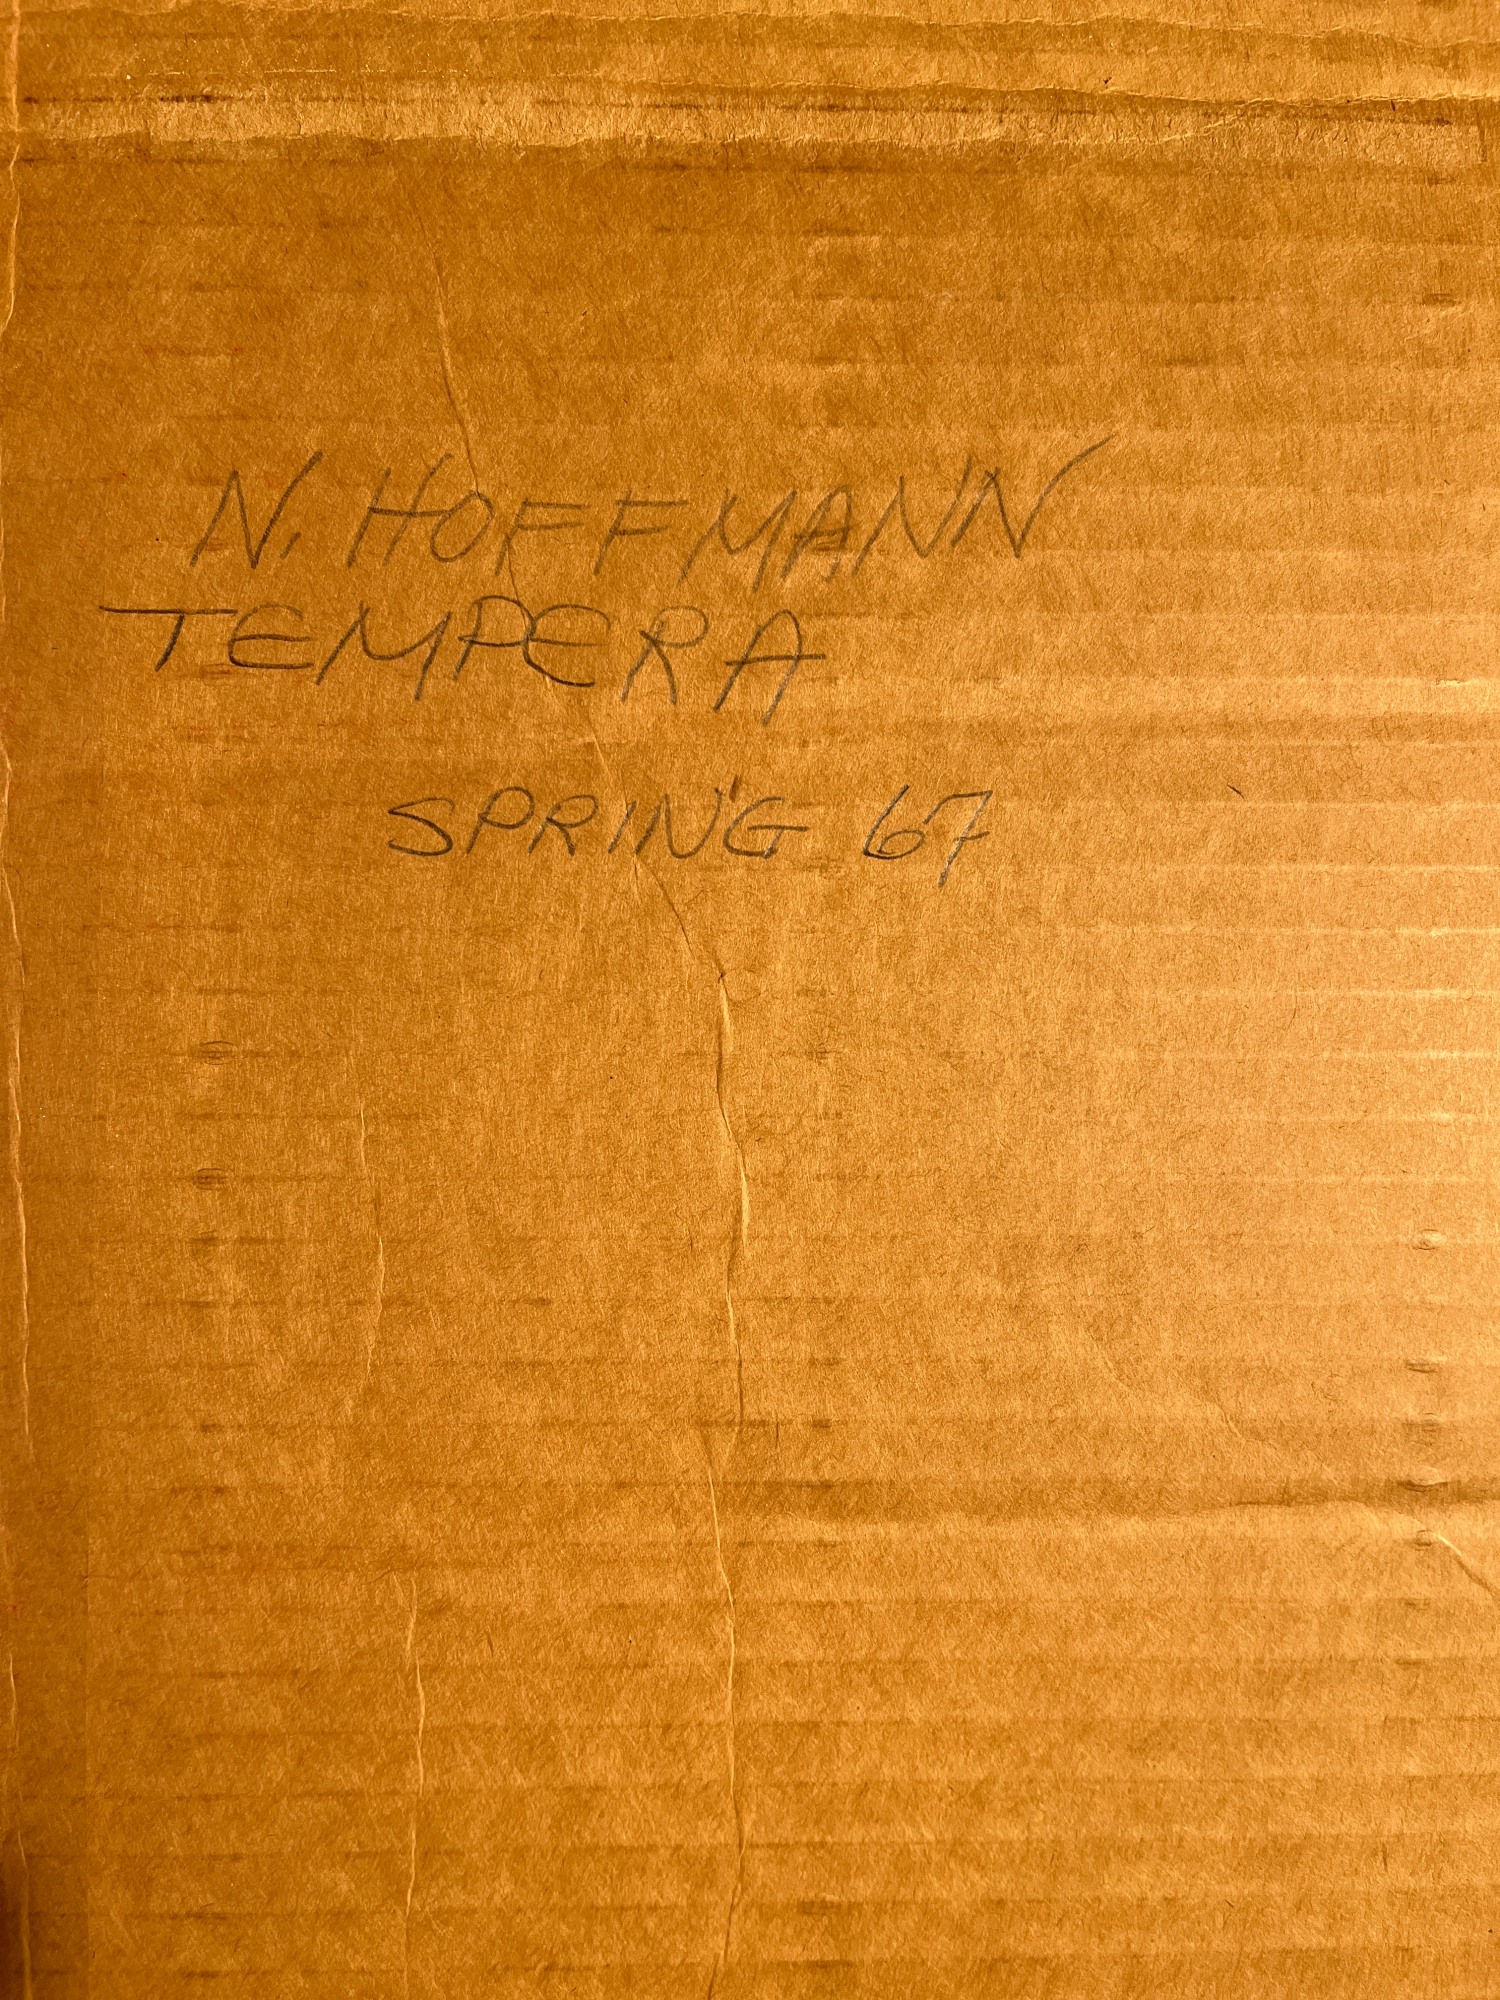 N. HOFFMANN
TEMPERA
SPRING 67